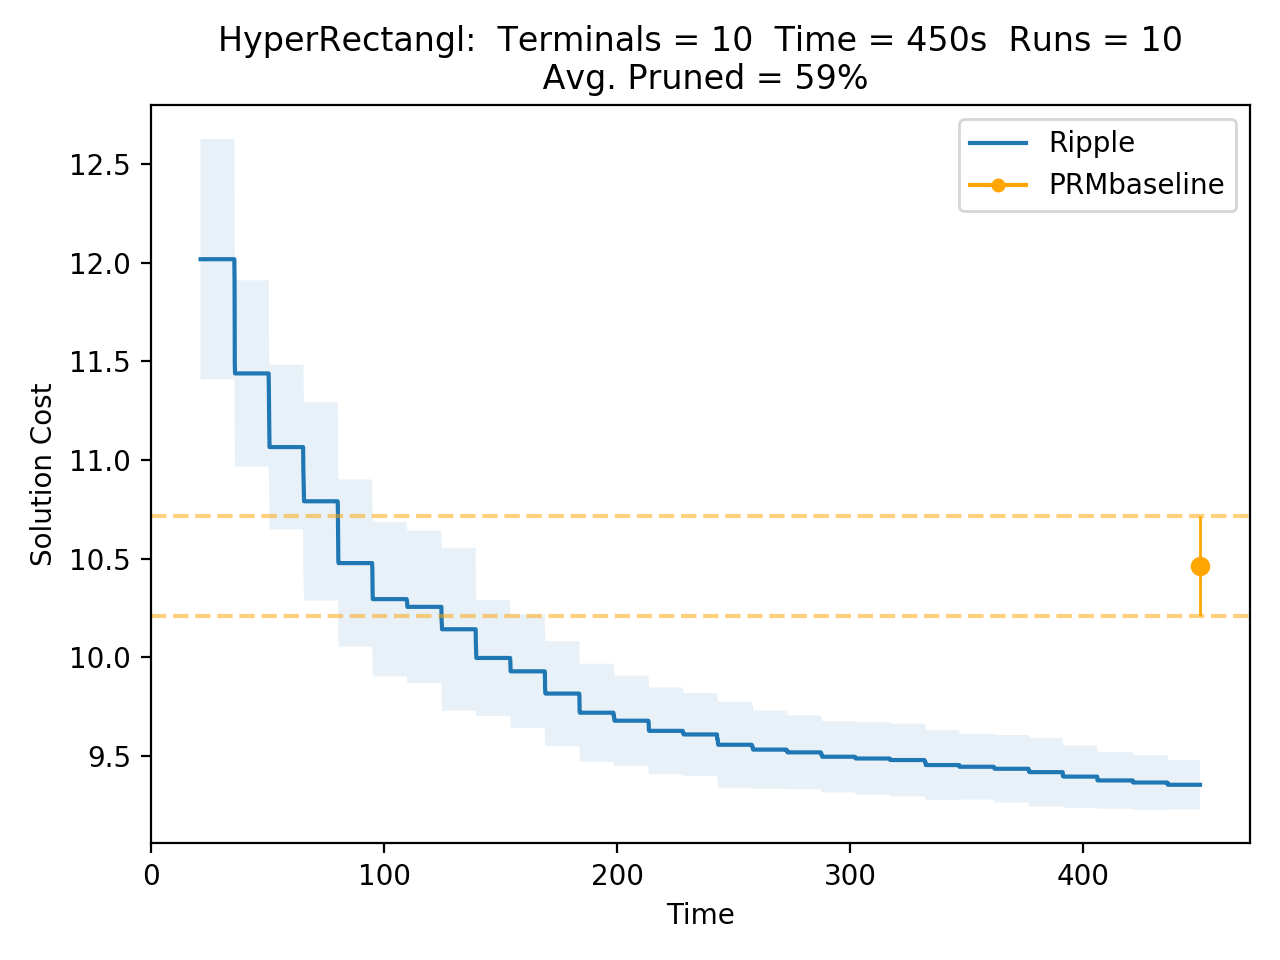 HyperRectangl:  Terminals = 10  Time = 450s  Runs = 10
Avg. Pruned = 59%
Ripple
PRMbaseline
Solution Cost
12.5
12.0
11.5
11.0
10.5
10.0
9.5
0
100
200
300
400
Time